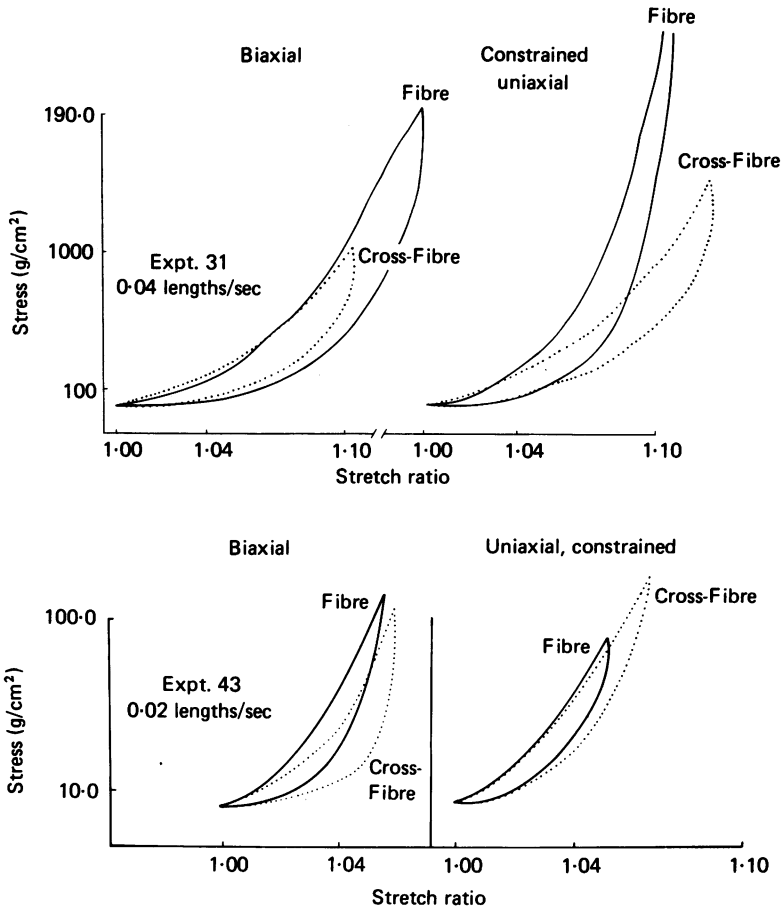 Biaxial
Constrained
uniaxial
Fibre
Fibre
Cross-Fibre
Cross-Fibre
190·0
1000
100
Stress (g/cm²)
Expt. 31
0·04 lengths/sec
1·00
1·04
1·10
1·00
1·04
1·10
Stretch ratio
Biaxial
Uniaxial, constrained
Fibre
Cross-Fibre
Fibre
Cross-
Fibre
100·0
10·0
Stress (g/cm²)
Expt. 43
0·02 lengths/sec
1·00
1·04
1·00
1·04
1·10
Stretch ratio